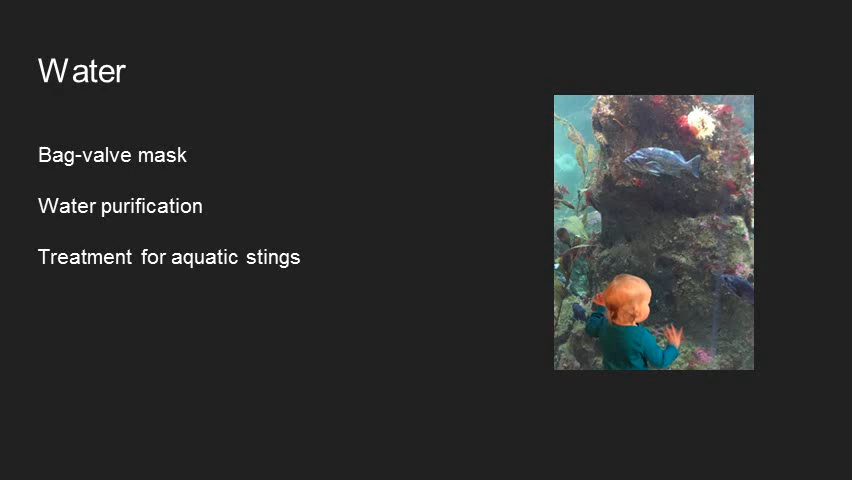 Water
Bag-valve mask
Water purification
Treatment for aquatic stings